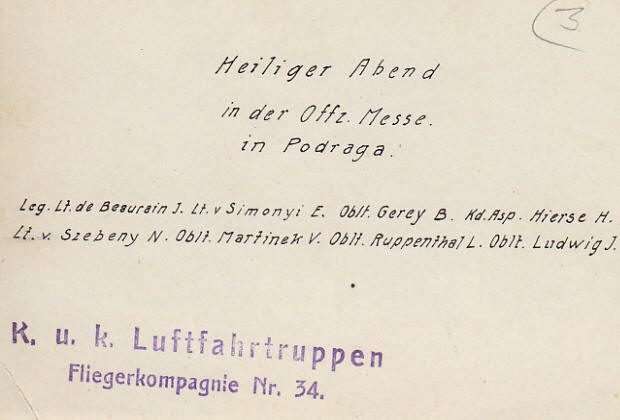 3
Heiliger Abend
in der Offz. Messe.
in Podraga.
Leg. Lt. de Beaurain J. Lt. v Simonyi E. Oblt. Gerey B. Kd. Asp. Hierse H.
Lt. v. Szebeny N. Oblt. Martinek V. Oblt. Ruppenthal L. Oblt. Ludwig J.
K. u. k. Luftfahrtruppen
Fliegerkompagnie Nr. 34.